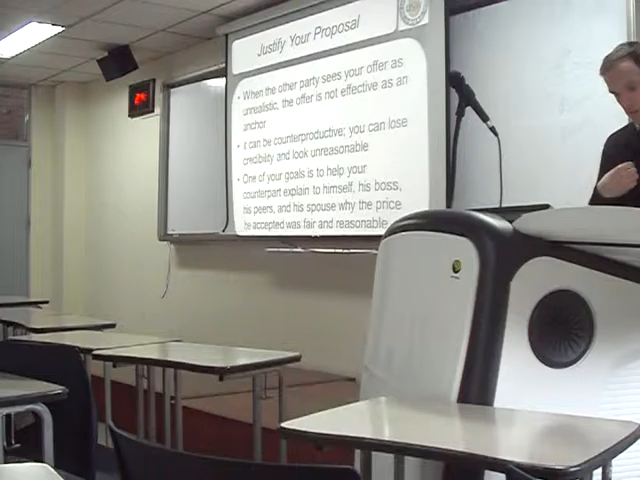 Justify Your Proposal
• When the other party sees your offer as
unrealistic, the offer is not effective as an
anchor
• It can be counterproductive; you can lose
credibility and look unreasonable
• One of your goals is to help your
counterpart explain to himself, his boss,
his peers, and his spouse why the price
he accepted was fair and reasonable